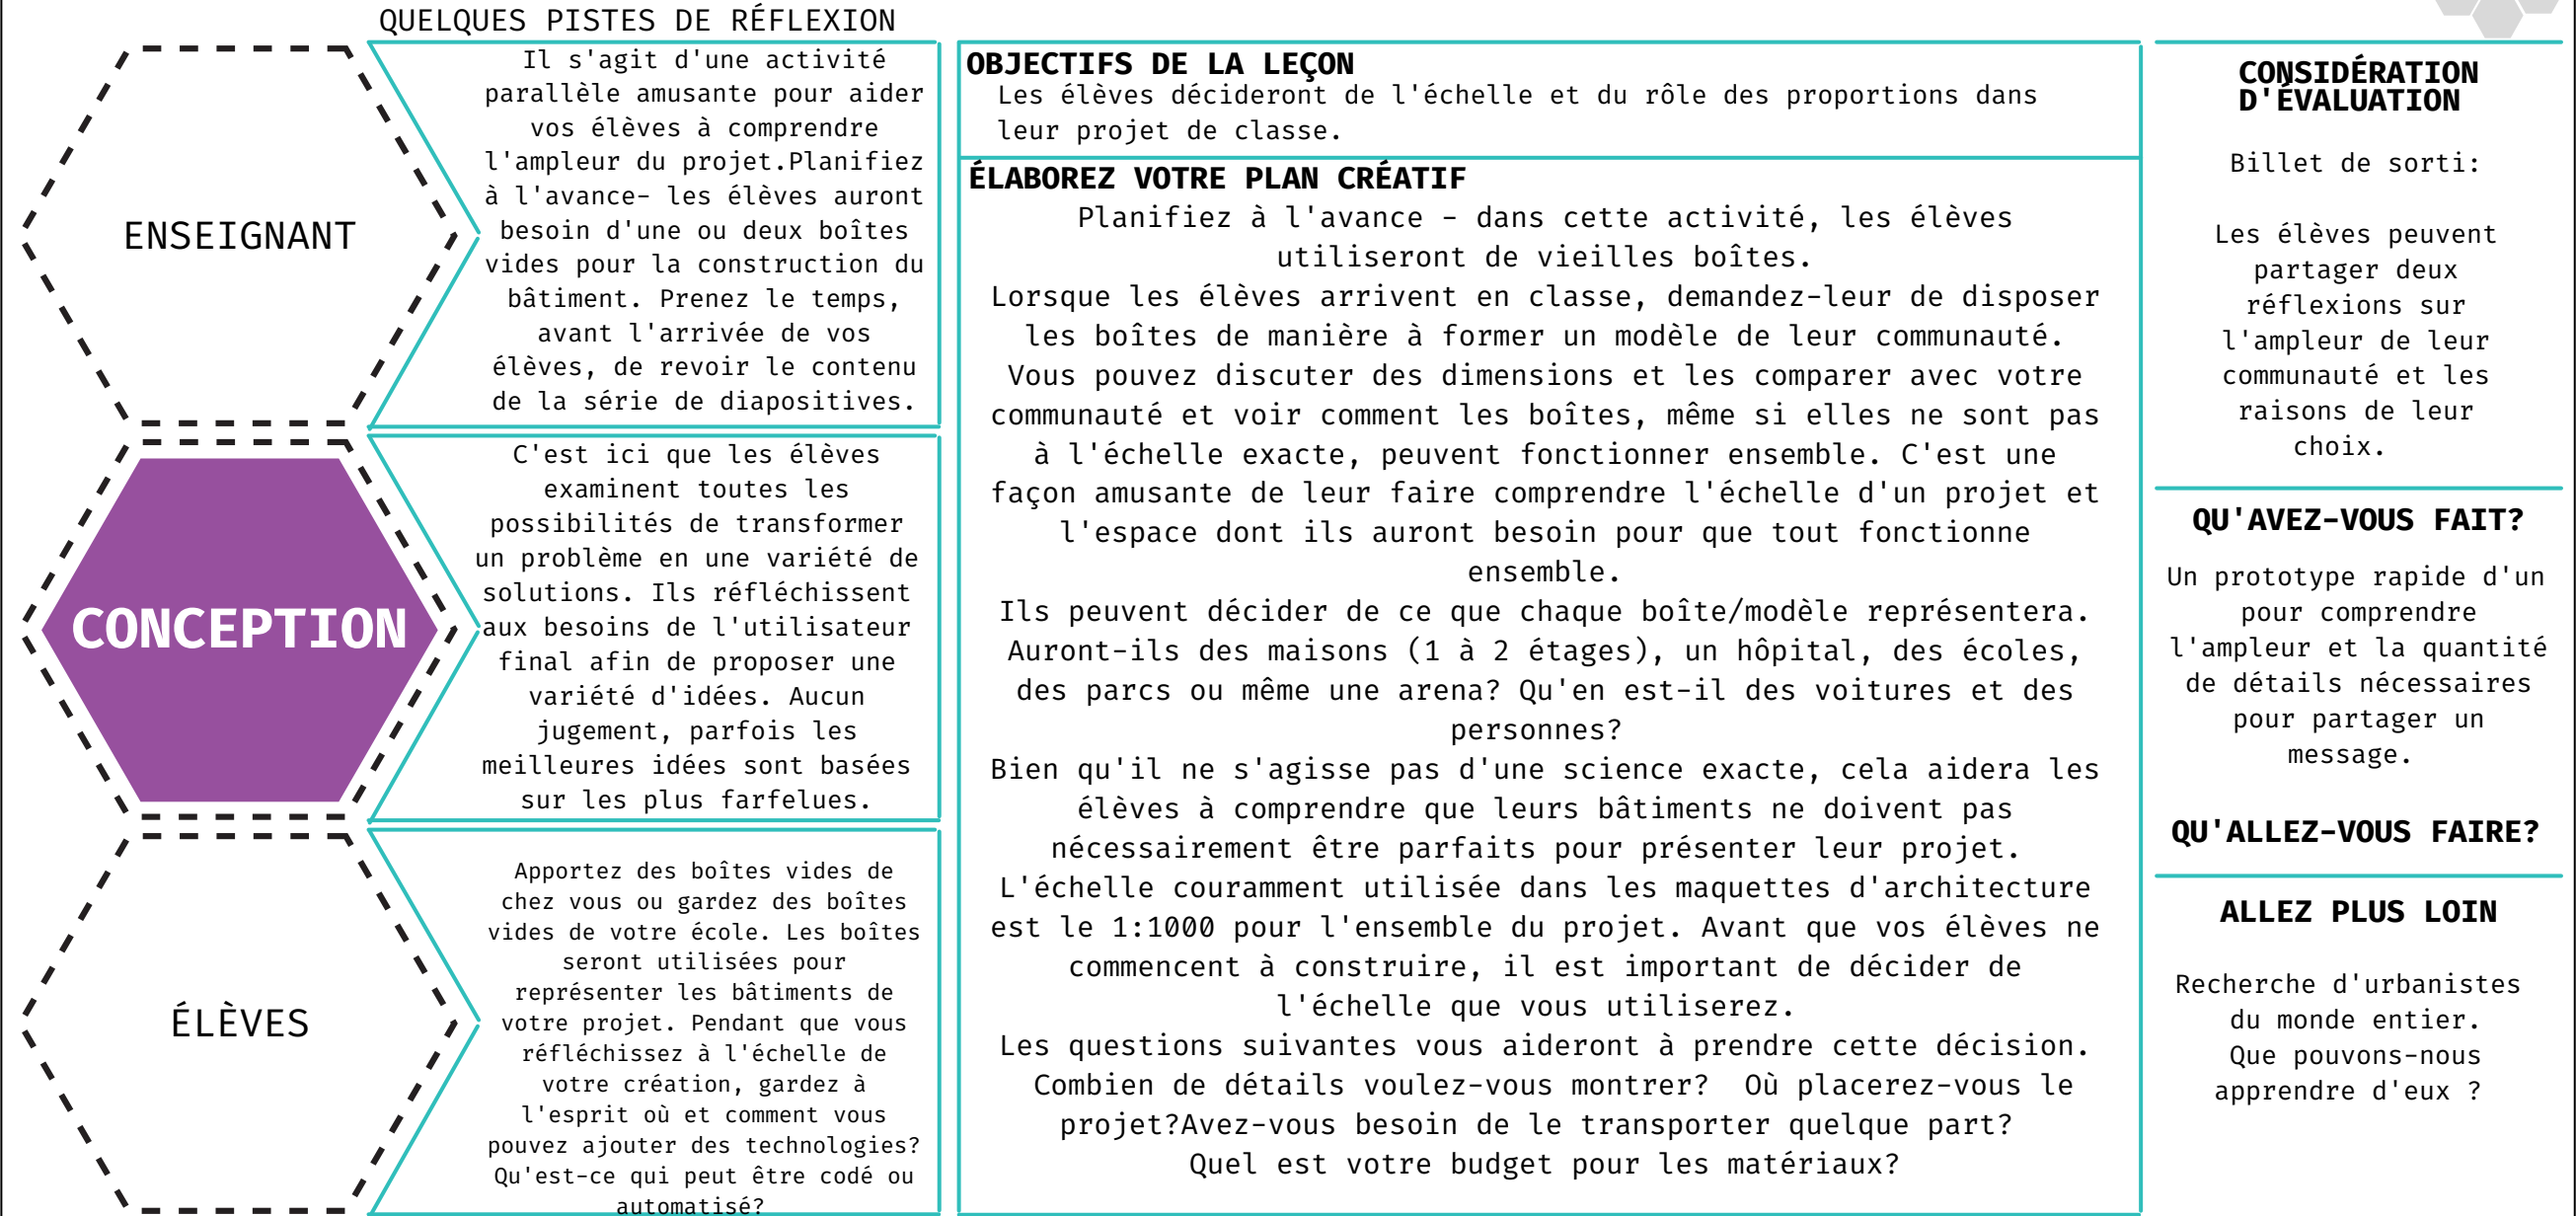 QUELQUES PISTES DE RÉFLEXION
ENSEIGNANT
Il s'agit d'une activité
parallèle amusante pour aider
vos élèves à comprendre
l'ampleur du projet.Planifiez
à l'avance- les élèves auront
besoin d'une ou deux boîtes
vides pour la construction du
bâtiment. Prenez le temps,
avant l'arrivée de vos
élèves, de revoir le contenu
de la série de diapositives.
CONCEPTION
C'est ici que les élèves
examinent toutes les
possibilités de transformer
un problème en une variété de
solutions. Ils réfléchissent
aux besoins de l'utilisateur
final afin de proposer une
variété d'idées. Aucun
jugement, parfois les
meilleures idées sont basées
sur les plus farfelues.
ÉLÈVES
Apportez des boîtes vides de
chez vous ou gardez des boîtes
vides de votre école. Les boîtes
seront utilisées pour
représenter les bâtiments de
votre projet. Pendant que vous
réfléchissez à l'échelle de
votre création, gardez à
l'esprit où et comment vous
pouvez ajouter des technologies?
Qu'est-ce qui peut être codé ou
automatisé?
OBJECTIFS DE LA LEÇON
Les élèves décideront de l'échelle et du rôle des proportions dans
leur projet de classe.
ÉLABOREZ VOTRE PLAN CRÉATIF
Planifiez à l'avance - dans cette activité, les élèves
utiliseront de vieilles boîtes.
Lorsque les élèves arrivent en classe, demandez-leur de disposer
les boîtes de manière à former un modèle de leur communauté.
Vous pouvez discuter des dimensions et les comparer avec votre
communauté et voir comment les boîtes, même si elles ne sont pas
à l'échelle exacte, peuvent fonctionner ensemble. C'est une
façon amusante de leur faire comprendre l'échelle d'un projet et
l'espace dont ils auront besoin pour que tout fonctionne
ensemble.
Ils peuvent décider de ce que chaque boîte/modèle représentera.
Auront-ils des maisons (1 à 2 étages), un hôpital, des écoles,
des parcs ou même une arena? Qu'en est-il des voitures et des
personnes?
Bien qu'il ne s'agisse pas d'une science exacte, cela aidera les
élèves à comprendre que leurs bâtiments ne doivent pas
nécessairement être parfaits pour présenter leur projet.
L'échelle couramment utilisée dans les maquettes d'architecture
est le 1:1000 pour l'ensemble du projet. Avant que vos élèves ne
commencent à construire, il est important de décider de
l'échelle que vous utiliserez.
Les questions suivantes vous aideront à prendre cette décision.
Combien de détails voulez-vous montrer?  Où placerez-vous le
projet?Avez-vous besoin de le transporter quelque part?
Quel est votre budget pour les matériaux?
CONSIDÉRATION
D'ÉVALUATION
Billet de sorti:
Les élèves peuvent
partager deux
réflexions sur
l'ampleur de leur
communauté et les
raisons de leur
choix.
QU'AVEZ-VOUS FAIT?
Un prototype rapide d'un
pour comprendre
l'ampleur et la quantité
de détails nécessaires
pour partager un
message.
QU'ALLEZ-VOUS FAIRE?
ALLEZ PLUS LOIN
Recherche d'urbanistes
du monde entier.
Que pouvons-nous
apprendre d'eux ?